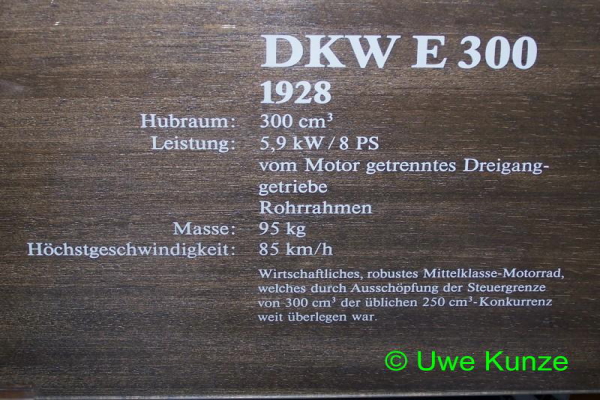 DKW E 300
1928
Hubraum: 300 cm³
Leistung: 5,9 kW / 8 PS
vom Motor getrenntes Dreigang-
getriebe
Rohrrahmen
Masse: 95 kg
Höchstgeschwindigkeit: 85 km/h
Wirtschaftliches, robustes Mittelklasse-Motorrad,
welches durch Ausschöpfung der Steuergrenze
von 300 cm³ der üblichen 250 cm³-Konkurrenz
weit überlegen war.
© Uwe Kunze